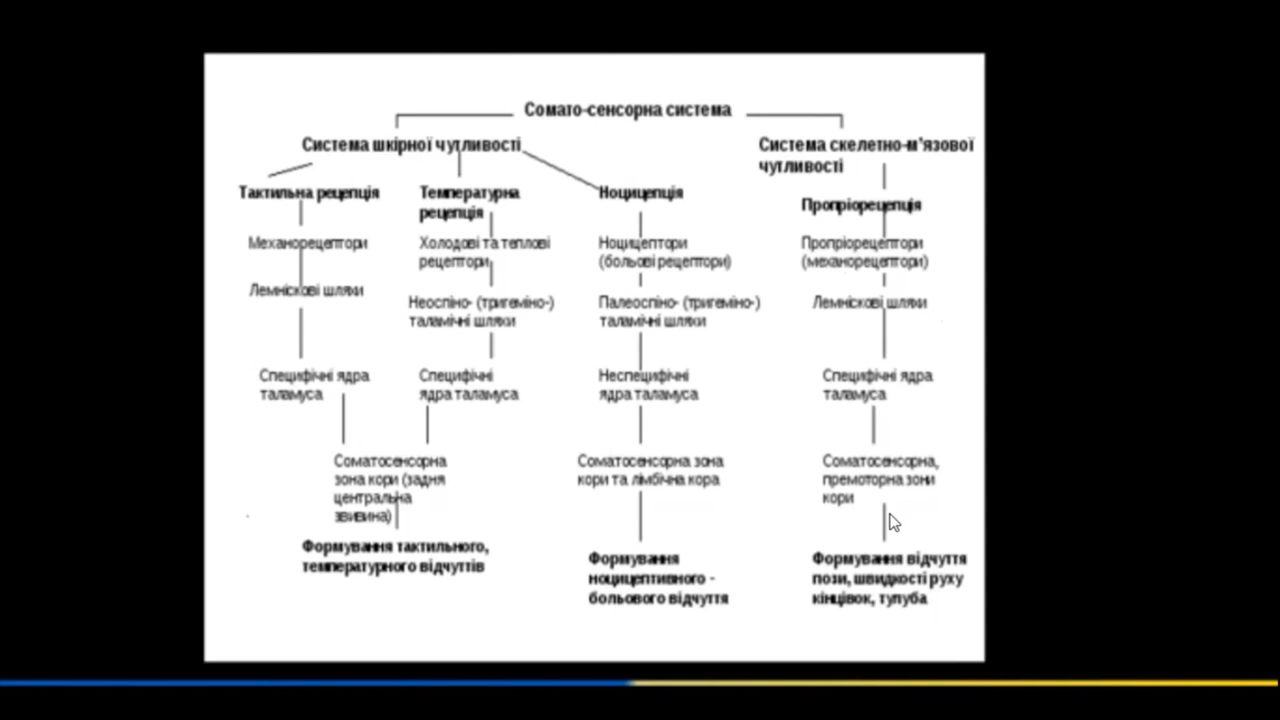 Сомато-сенсорна система
Система шкірної чутливості
Система скелетно-м'язової
чутливості
Тактильна рецепція
Температурна
рецепція
Ноцицепція
Пропріорецепція
Механорецептори
Холодові та теплові
рецептори
Ноцицептори
(больові рецептори)
Пропріорецептори
(механорецептори)
Лемніскові шляхи
Неоспіно- (тригеміно-)
таламічні шляхи
Палеоспіно- (тригеміно-)
таламічні шляхи
Лемніскові шляхи
Специфічні ядра
таламуса
Специфічні
ядра таламуса
Неспецифічні
ядра таламуса
Специфічні ядра
таламуса
Соматосенсорна
зона кори (задня
центральна
звивина)
Соматосенсорна зона
кори та лімбічна кора
Соматосенсорна,
премоторна зони
кори
Формування тактильного,
температурного відчуттів
Формування
ноцицептивного -
больового відчуття
Формування відчуття
пози, швидкості руху
кінцівок, тулуба